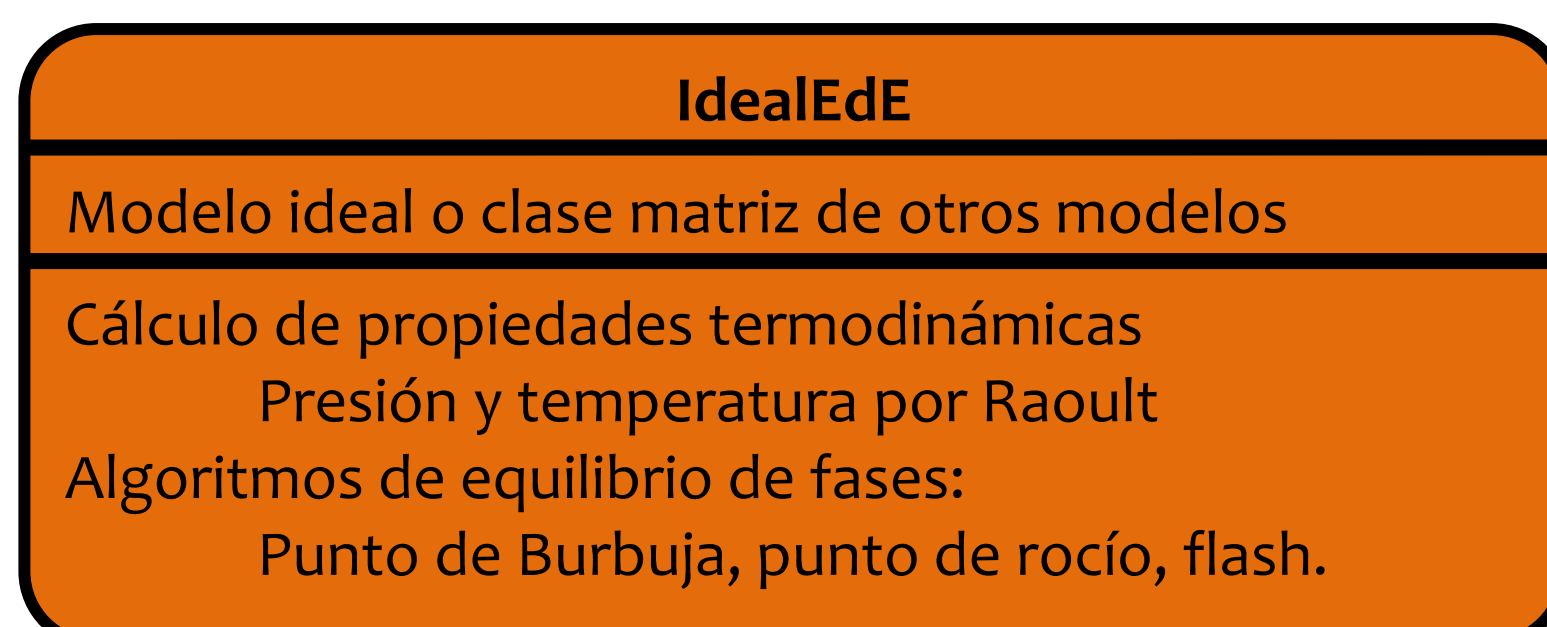 IdealEdE
Modelo ideal o clase matriz de otros modelos
Cálculo de propiedades termodinámicas
Presión y temperatura por Raoult
Algoritmos de equilibrio de fases:
Punto de Burbuja, punto de rocío, flash.